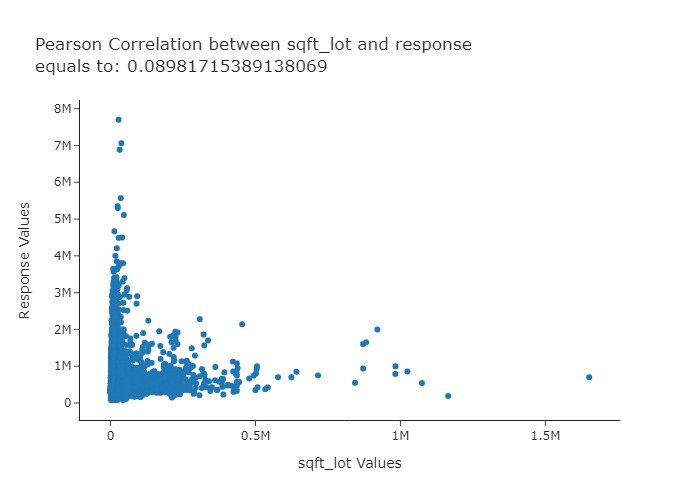 Pearson Correlation between sqft_lot and response
equals to: 0.08981715389138069
8M
7M
6M
5M
4M
3M
2M
1M
0
Response Values
0
0.5M
1M
1.5M
sqft_lot Values